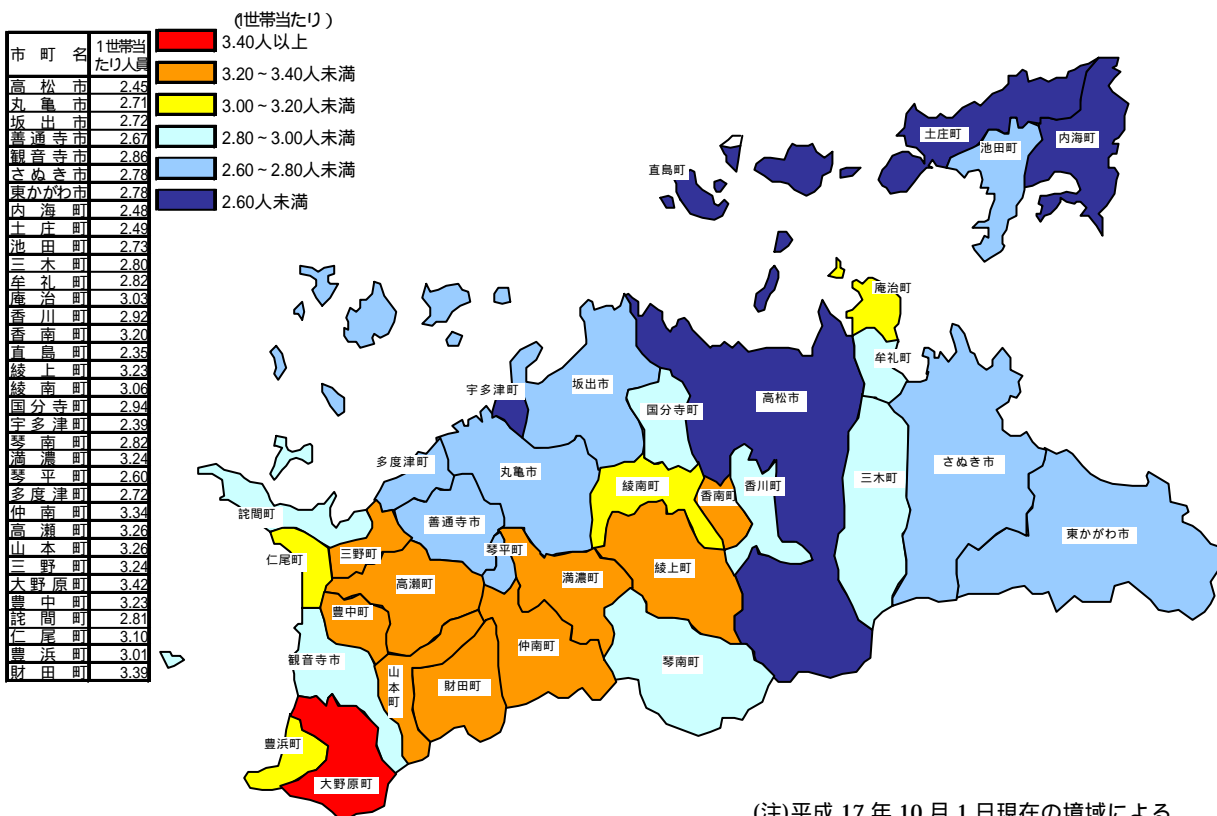 (1世帯当たり)
3.40人以上
3.20～3.40人未満
3.00～3.20人未満
2.80～3.00人未満
2.60～2.80人未満
2.60人未満
市町名 1世帯当たり人員
高松市 2.45
丸亀市 2.71
坂出市 2.72
善通寺市 2.67
観音寺市 2.86
さぬき市 2.78
東かがわ市 2.78
内海町 2.48
土庄町 2.49
池田町 2.73
三木町 2.80
牟礼町 2.82
庵治町 3.03
香川町 2.92
香南町 3.20
直島町 2.35
綾上町 3.23
綾南町 3.06
国分寺町 2.94
宇多津町 2.39
琴南町 2.82
満濃町 3.24
琴平町 2.60
多度津町 2.72
仲南町 3.34
高瀬町 3.26
山本町 3.26
三野町 3.24
大野原町 3.42
豊中町 3.23
詫間町 2.81
仁尾町 3.10
豊浜町 3.01
財田町 3.39
土庄町
内海町
池田町
直島町
庵治町
牟礼町
宇多津町
坂出市
高松市
国分寺町
多度津町
丸亀市
さぬき市
綾南町
香南町
香川町
三木町
詫間町
善通寺市
東かがわ市
仁尾町
三野町
琴平町
高瀬町
満濃町
綾上町
豊中町
仲南町
観音寺市
琴南町
山本町
財田町
豊浜町
大野原町
(注)平成 17 年 10 月 1 日現在の境域による